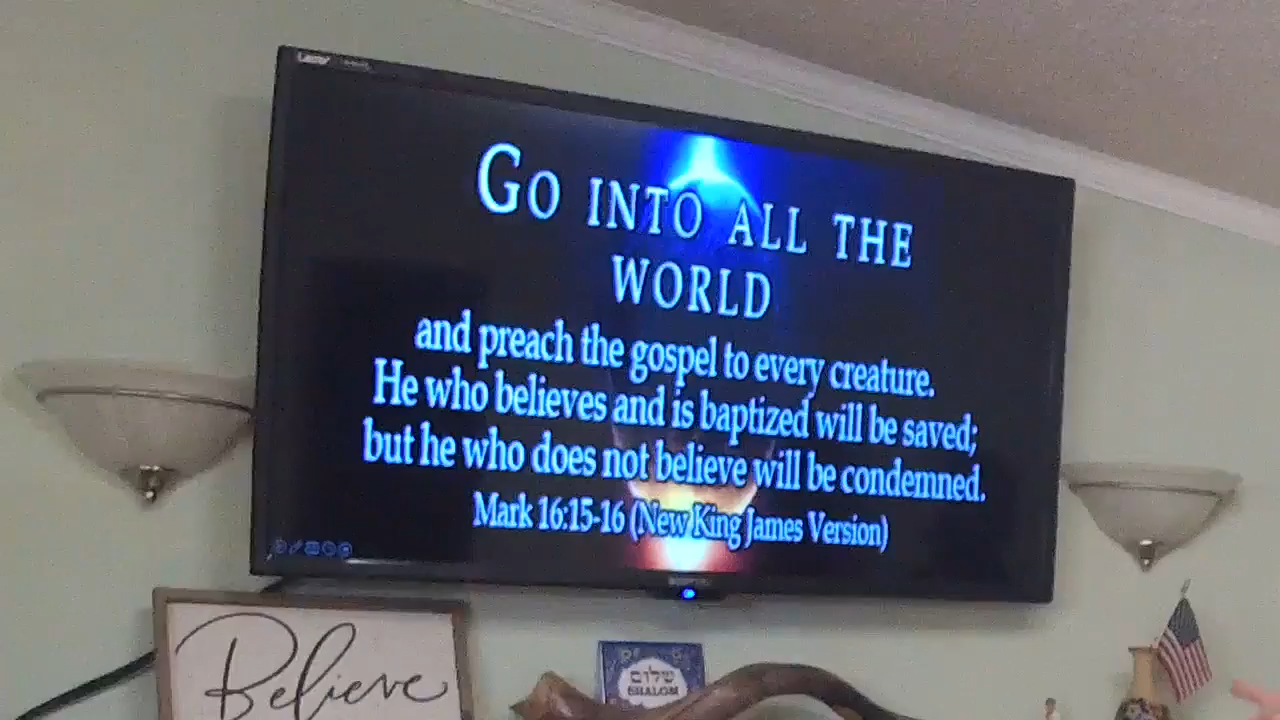 Go into all the
world
and preach the gospel to every creature.
He who believes and is baptized will be saved;
but he who does not believe will be condemned.
Mark 16:15-16 (New King James Version)
Believe
שלום
SHALOM